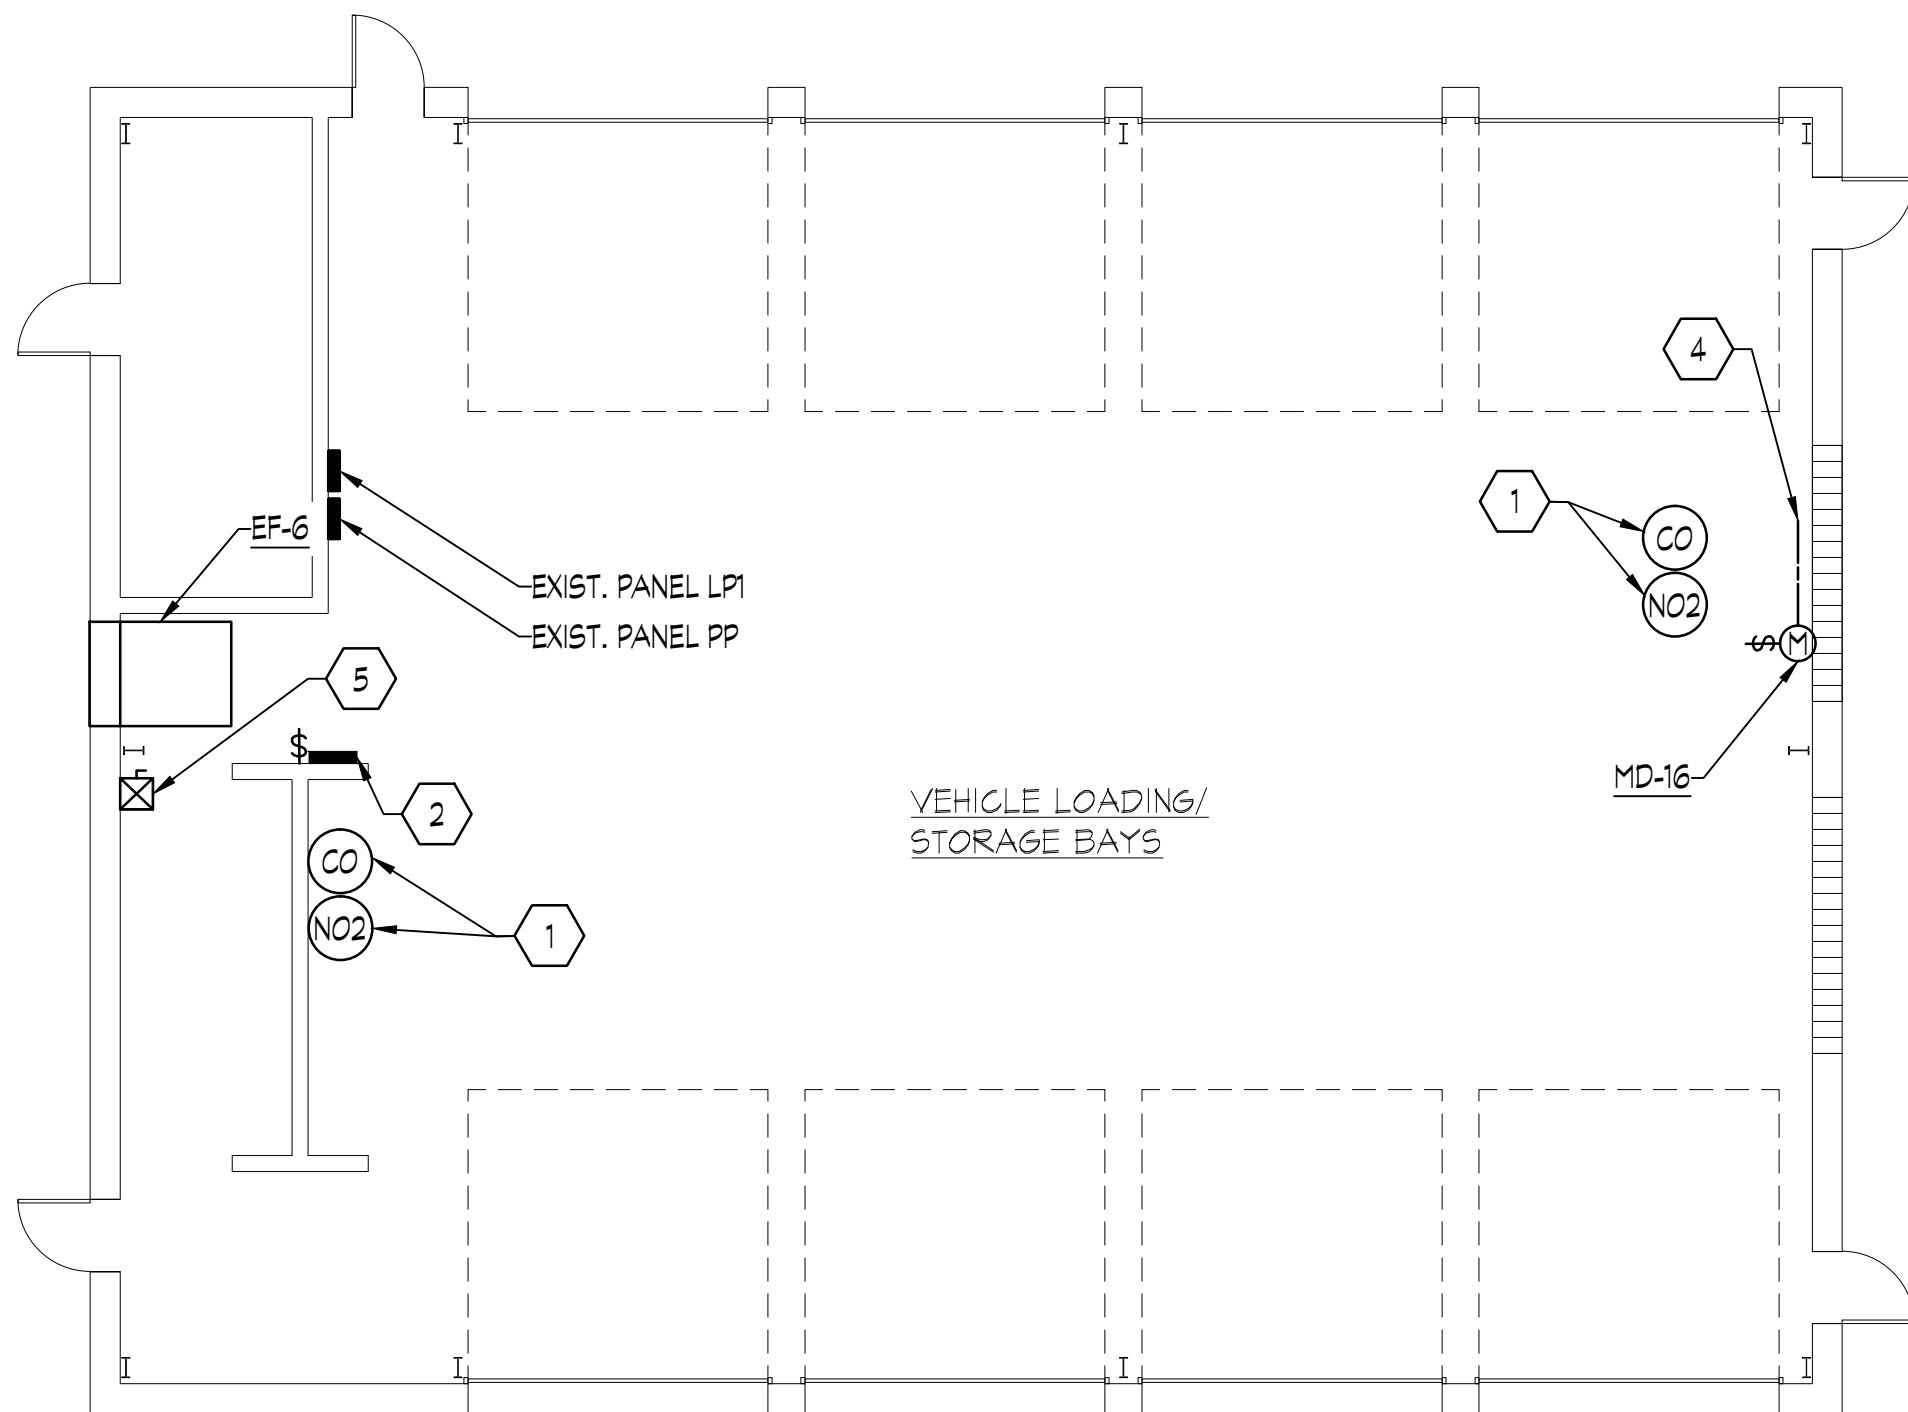 4
1
CO
NO2
EF-6
EXIST. PANEL LP1
EXIST. PANEL PP
5
$
M
$
2
MD-16
VEHICLE LOADING/
STORAGE BAYS
CO
NO2
1